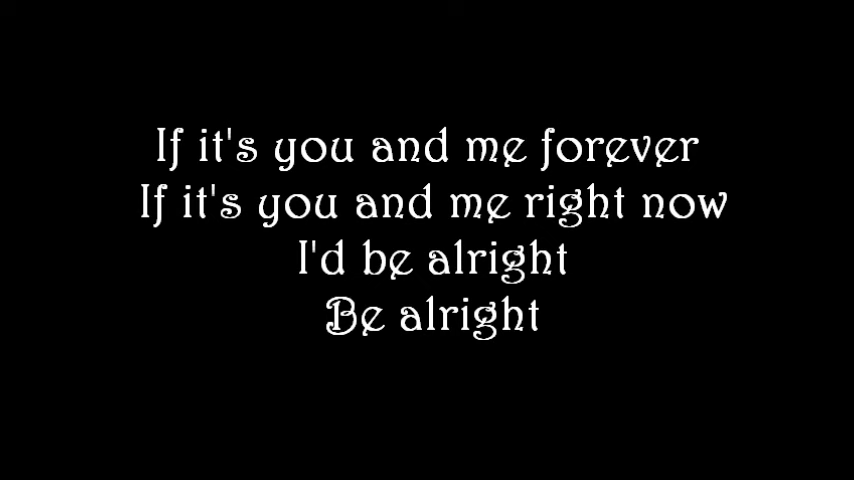 If it's you and me forever
If it's you and me right now
I'd be alright
Be alright